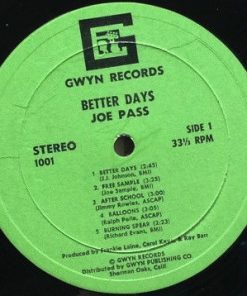 GWYN RECORDS
BETTER DAYS
JOE PASS
STEREO
1001
SIDE 1
33⅓ RPM
1 BETTER DAYS (2:45)
(J.J. Johnson, BMI)
2 FREE SAMPLE (3:25)
(Joe Sample, BMI)
3 AFTER SCHOOL (3:00)
(Jimmy Rowles, ASCAP)
4 BALLOONS (3:05)
(Ralph Peña, ASCAP)
5 BURNING SPEAR (2:23)
(Richard Evans, BMI)
Produced by Frankie Laine, Carol Kaye, & Ray Barr
© GWYN RECORDS
Distributed by GWYN PUBLISHING CO.
Sherman Oaks, Calif.